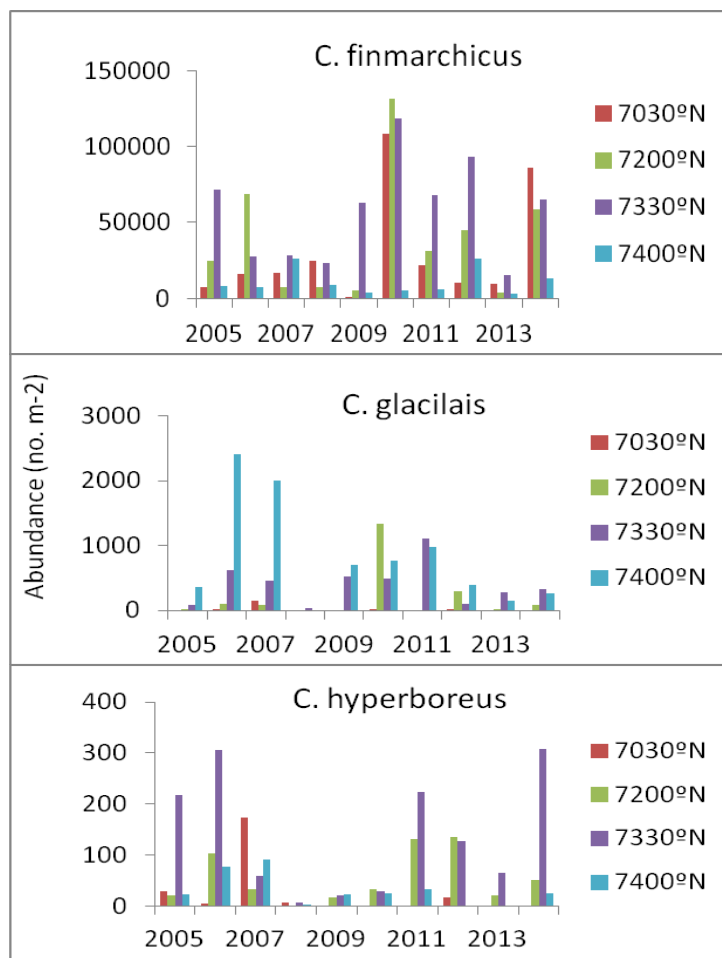 C. finmarchicus
150000
100000
50000
0
2005 2007 2009 2011 2013
7030ºN
7200ºN
7330ºN
7400ºN
Abundance (no. m-2)
C. glacilais
3000
2000
1000
0
2005 2007 2009 2011 2013
7030ºN
7200ºN
7330ºN
7400ºN
C. hyperboreus
400
300
200
100
0
2005 2007 2009 2011 2013
7030ºN
7200ºN
7330ºN
7400ºN